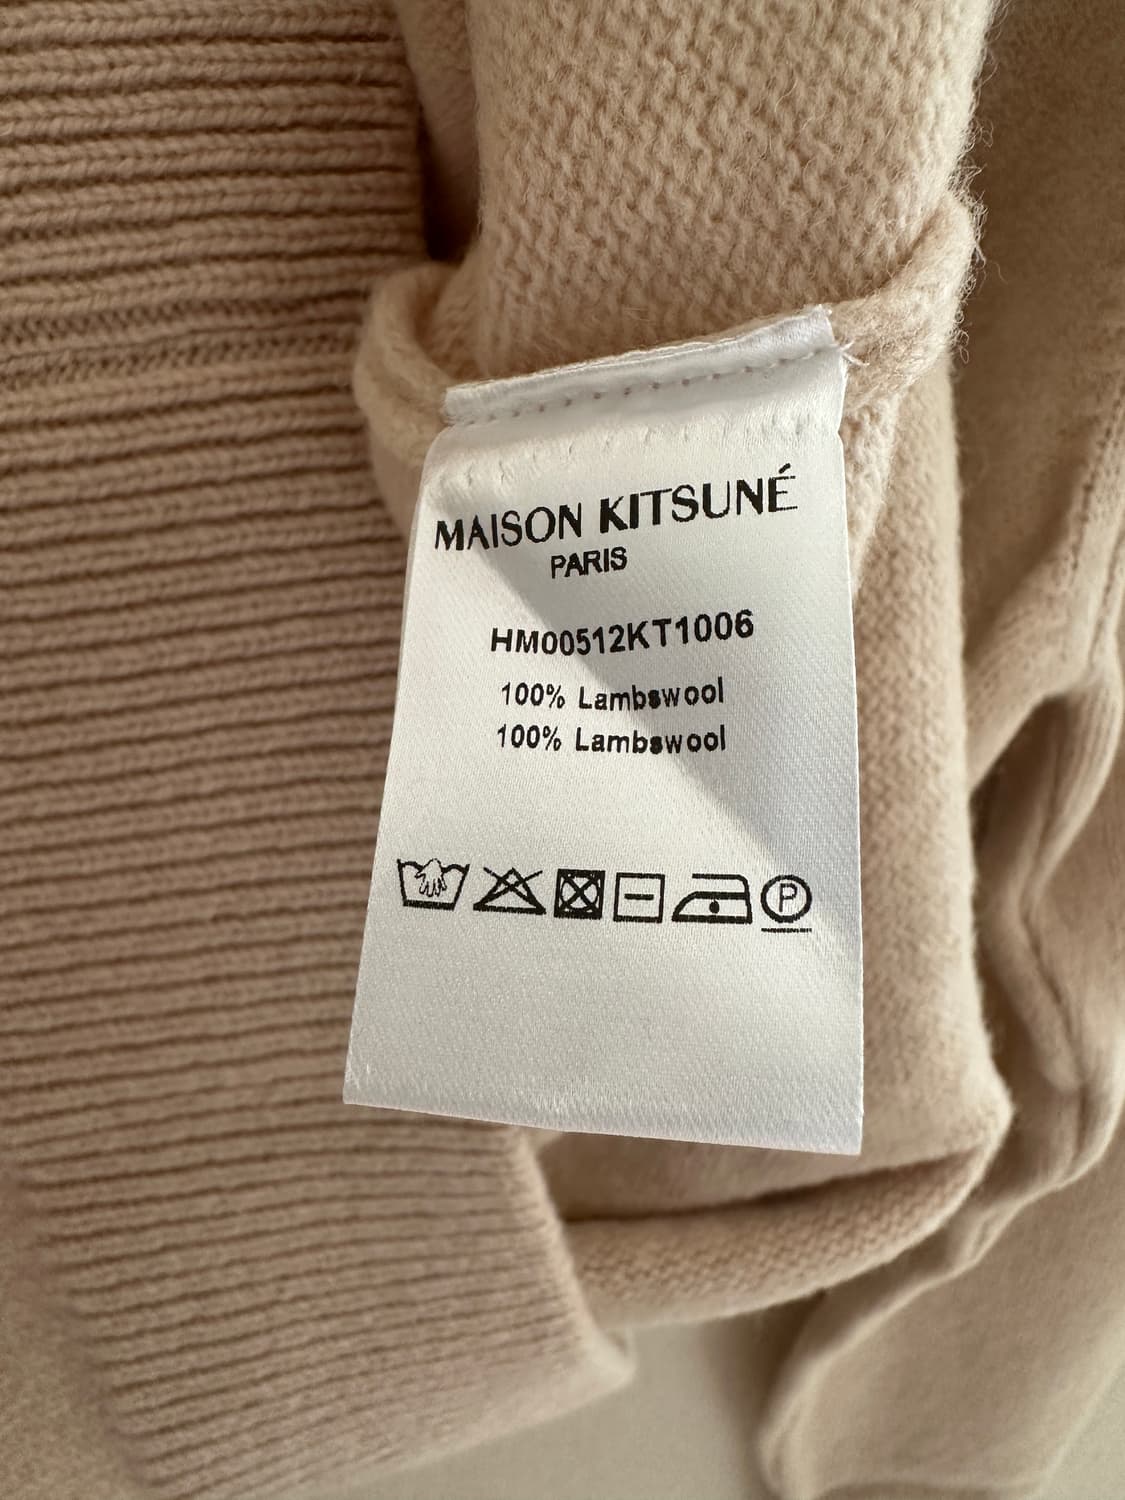 MAISON KITSUNÉ
PARIS
HM00512KT1006
100% Lambswool
100% Lambswool
P